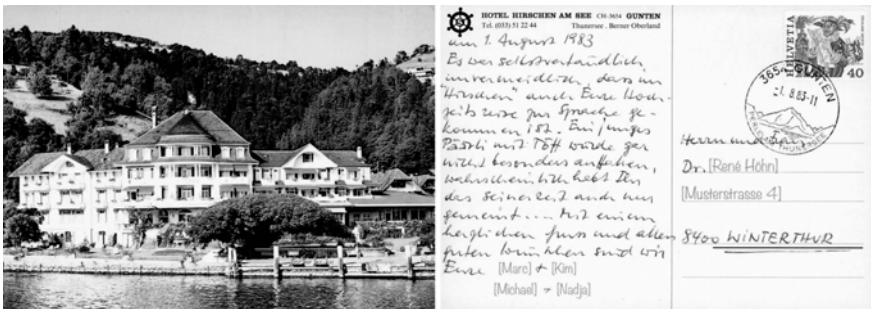 HOTEL HIRSCHEN AM SEE CH-3654 GUNTEN
Tel. (033) 51 22 44 Thunersee . Berner Oberland
am 1. August 1983
Es war selbstverständlich
unvermeidlich, dass im
"Hirschen" auch Eure Hoch-
zeitsreise zur Sprache ge-
kommen ist. Ein junges
Pärrli mit Töff würde gar
nicht besonders auffallen,
wahrscheinlich habt Ihr
das seinerzeit auch nur
gemeint... Mit einem
herzlichen Gruss und allen
guten Wünschen sind wir
Eure [Marc] + [Kim]
[Michael] + [Nadja]
HELVETIA
40
3654 GUNTEN
-1. 8.83-11
THUNERSEE
Herrn und Frau
Dr. [René Höhn]
[Musterstrasse 4]
8400 WINTERTHUR